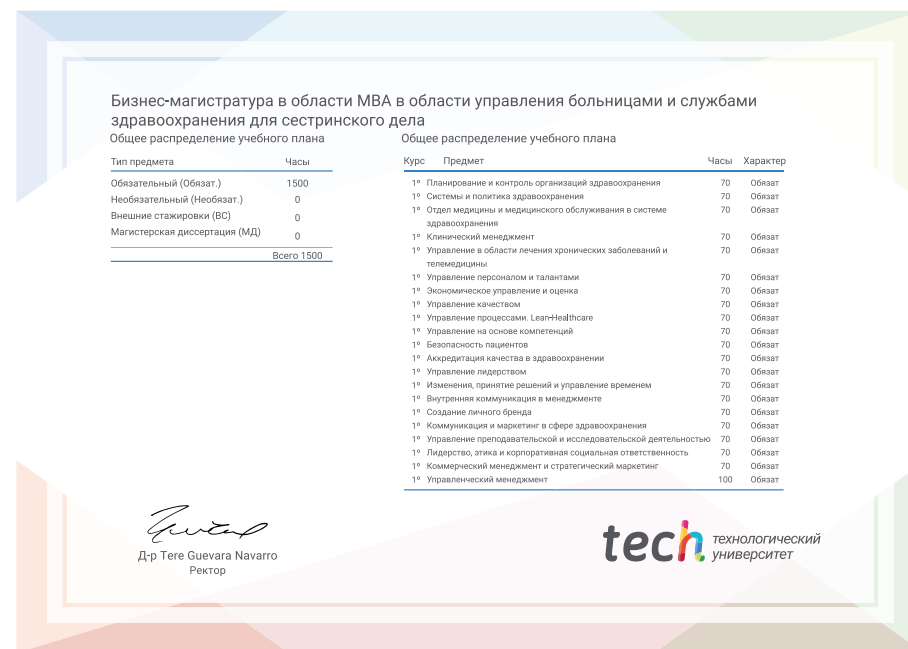 Бизнес-магистратура в области MBA в области управления больницами и службами
здравоохранения для сестринского дела
Общее распределение учебного плана
Тип предмета Часы
Обязательный (Обязат.) 1500
Необязательный (Необязат.) 0
Внешние стажировки (ВС) 0
Магистерская диссертация (МД) 0
Всего 1500
Общее распределение учебного плана
Курс Предмет Часы Характер
1º Планирование и контроль организаций здравоохранения 70 Обязат
1º Системы и политика здравоохранения 70 Обязат
1º Отдел медицины и медицинского обслуживания в системе 70 Обязат
здравоохранения
1º Клинический менеджмент 70 Обязат
1º Управление в области лечения хронических заболеваний и 70 Обязат
телемедицины
1º Управление персоналом и талантами 70 Обязат
1º Экономическое управление и оценка 70 Обязат
1º Управление качеством 70 Обязат
1º Управление процессами. Lean-Healthcare 70 Обязат
1º Управление на основе компетенций 70 Обязат
1º Безопасность пациентов 70 Обязат
1º Аккредитация качества в здравоохранении 70 Обязат
1º Управление лидерством 70 Обязат
1º Изменения, принятие решений и управление временем 70 Обязат
1º Внутренняя коммуникация в менеджменте 70 Обязат
1º Создание личного бренда 70 Обязат
1º Коммуникация и маркетинг в сфере здравоохранения 70 Обязат
1º Управление преподавательской и исследовательской деятельностью 70 Обязат
1º Лидерство, этика и корпоративная социальная ответственность 70 Обязат
1º Коммерческий менеджмент и стратегический маркетинг 70 Обязат
1º Управленческий менеджмент 100 Обязат
Д-р Tere Guevara Navarro
Ректор
tech технологический
университет